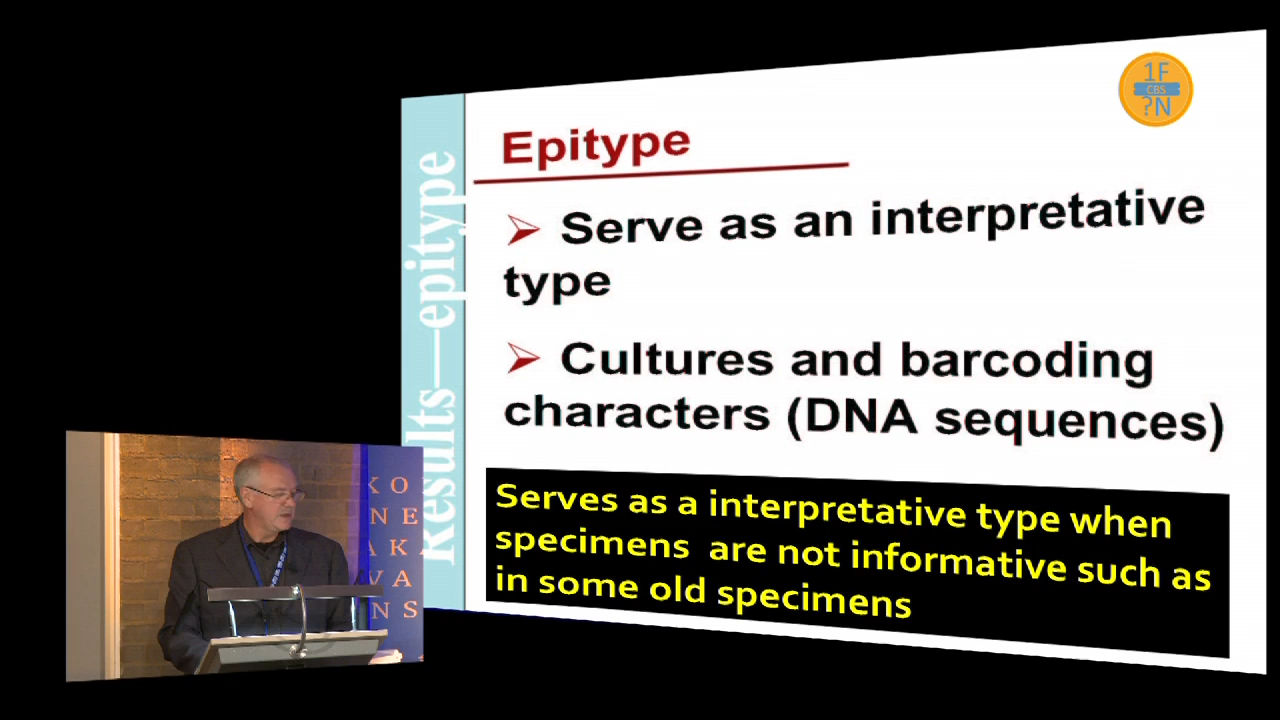 1F
CBS
?N
Epitype
Serve as an interpretative
type
Cultures and barcoding
characters (DNA sequences)
Serves as a interpretative type when
specimens are not informative such as
in some old specimens
Results—epitype
K O
N E
A K A
V A
N S